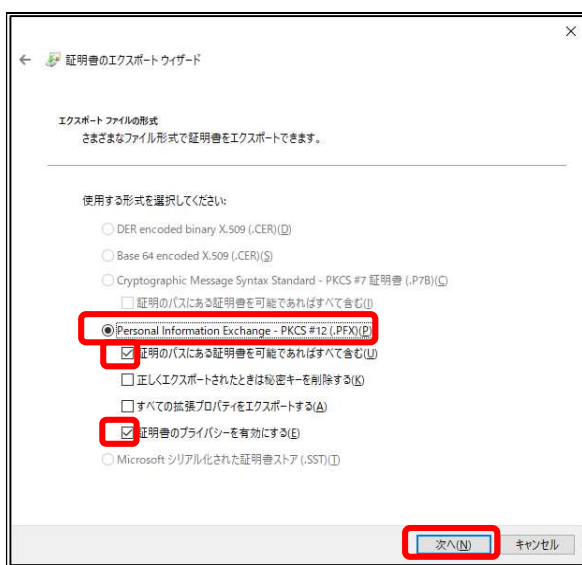 証明書のエクスポート ウィザード
エクスポート ファイルの形式
さまざまなファイル形式で証明書をエクスポートできます。
使用する形式を選択してください:
DER encoded binary X.509 (.CER)(D)
Base 64 encoded X.509 (.CER)(S)
Cryptographic Message Syntax Standard - PKCS #7 証明書 (.P7B)(C)
証明のパスにある証明書を可能であればすべて含む(I)
Personal Information Exchange - PKCS #12 (.PFX)(P)
証明のパスにある証明書を可能であればすべて含む(U)
正しくエクスポートされたときは秘密キーを削除する(K)
すべての拡張プロパティをエクスポートする(A)
証明書のプライバシーを有効にする(E)
Microsoft シリアル化された証明書ストア (.SST)(T)
次へ(N) キャンセル